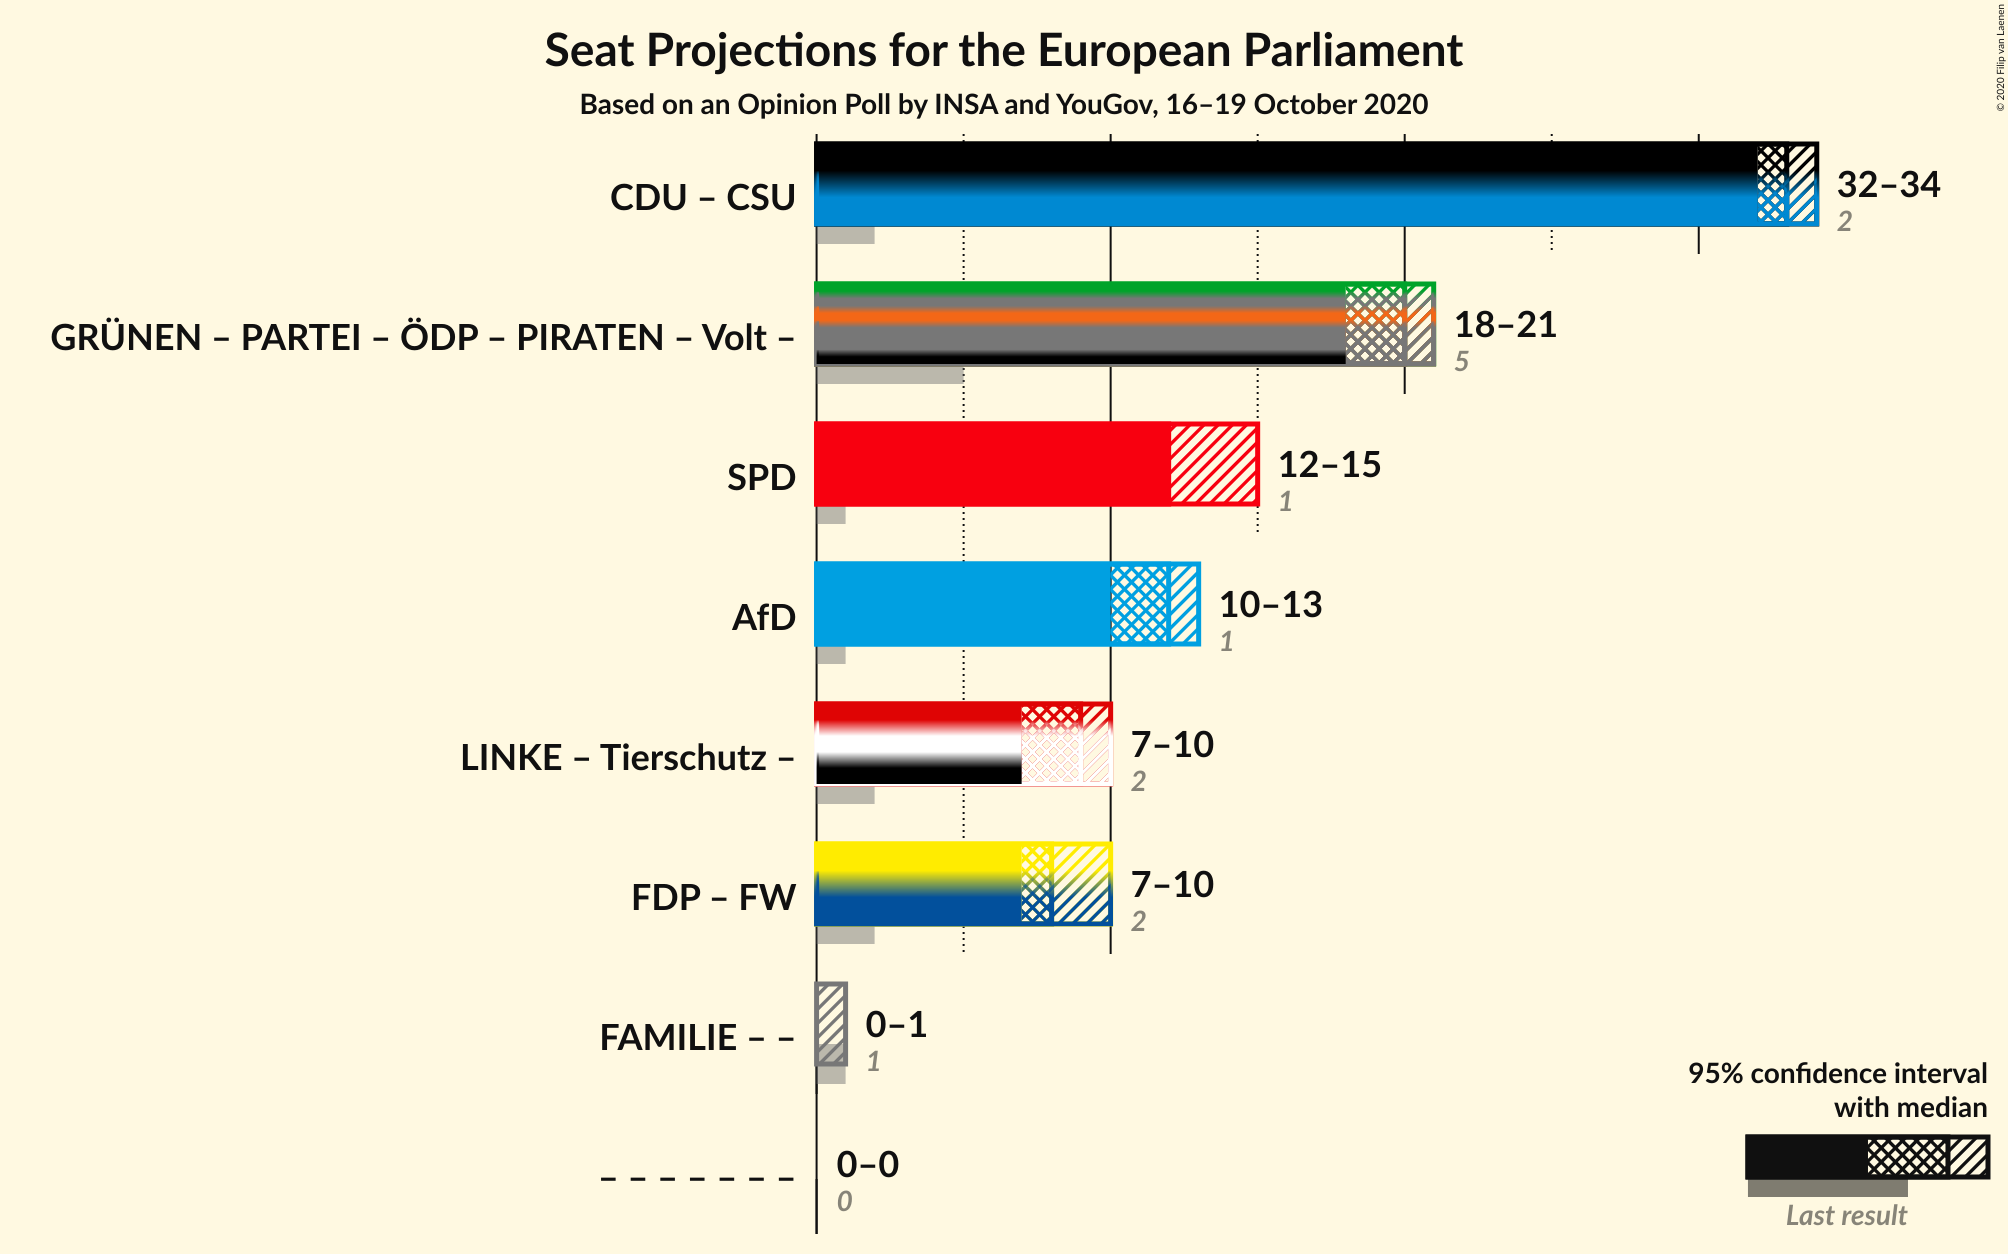 Seat Projections for the European Parliament
Based on an Opinion Poll by INSA and YouGov, 16–19 October 2020
© 2020 Filip van Laenen
CDU – CSU
32–34
2
GRÜNEN – PARTEI – ÖDP – PIRATEN – Volt –
18–21
5
SPD
12–15
1
AfD
10–13
1
LINKE – Tierschutz –
7–10
2
FDP – FW
7–10
2
FAMILIE – –
0–1
1
– – – – – – –
0–0
0
95% confidence interval
with median
Last result